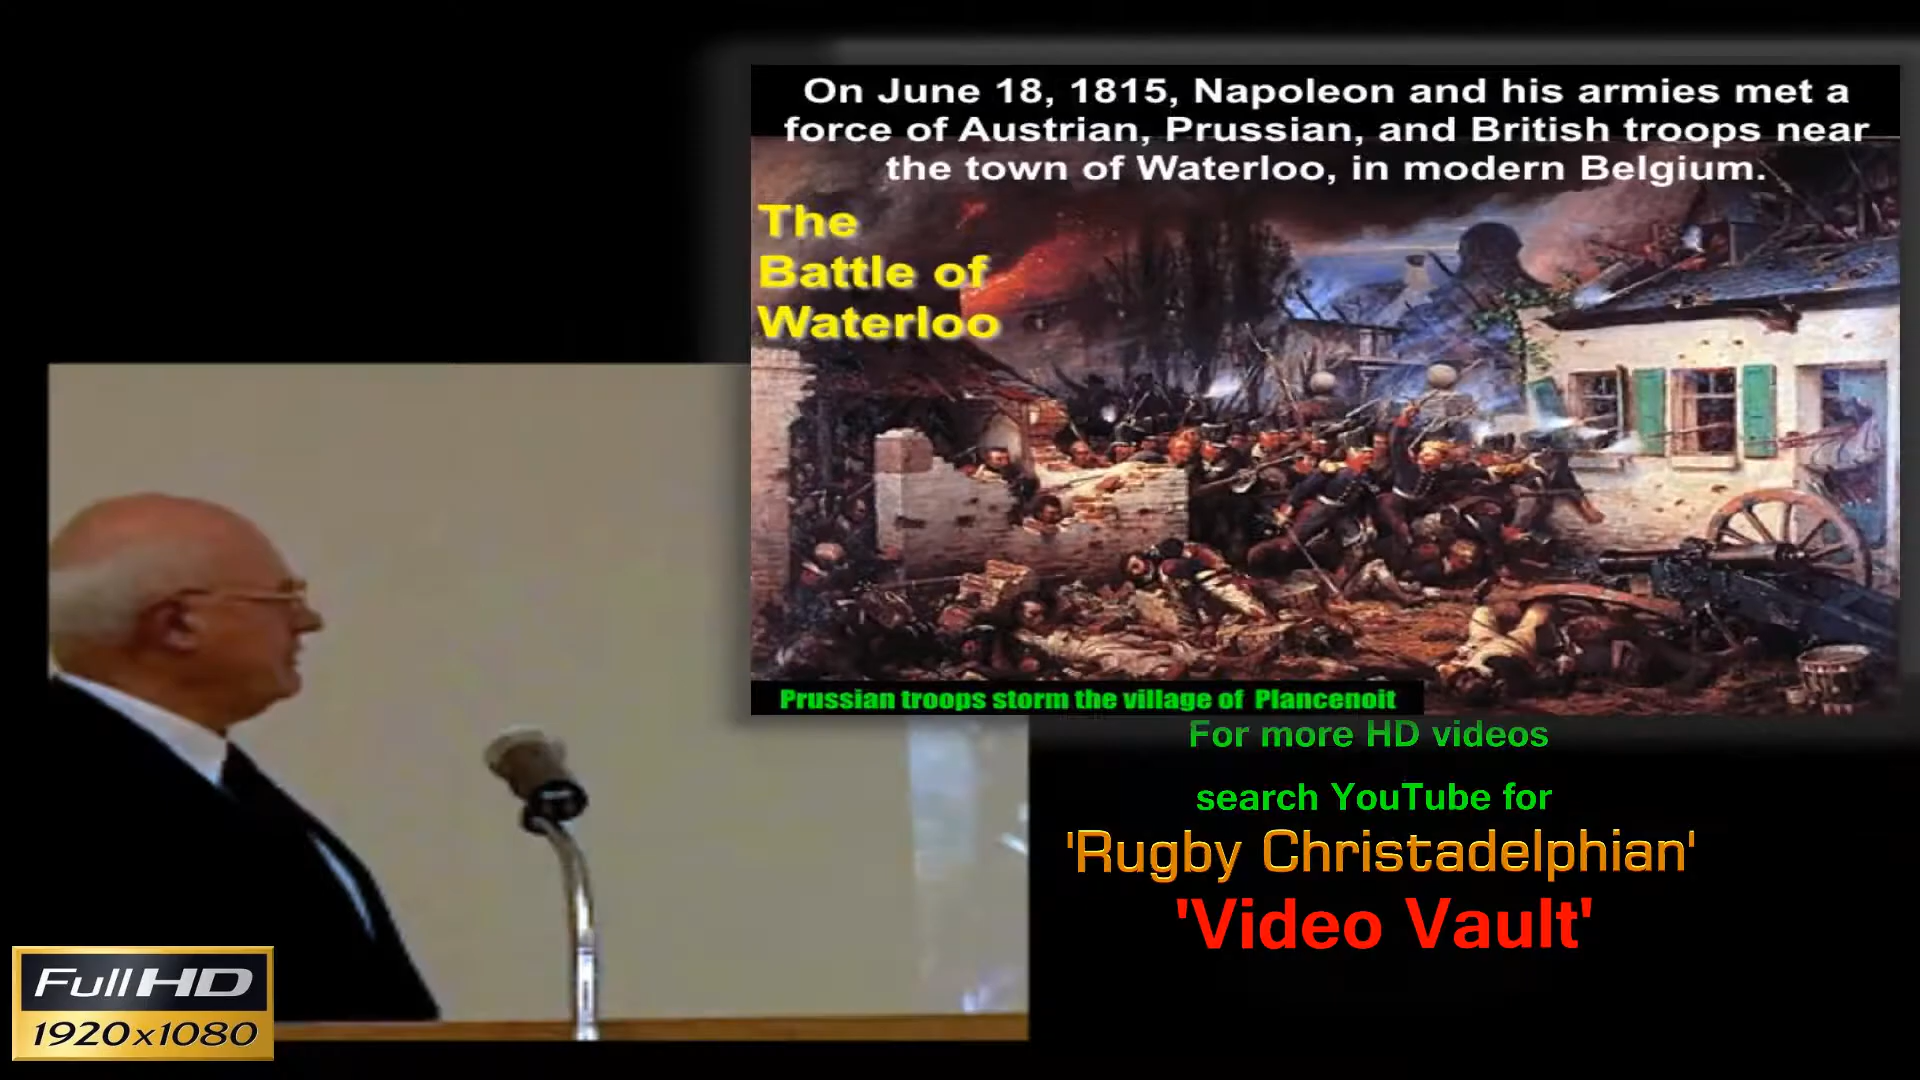 On June 18, 1815, Napoleon and his armies met a
force of Austrian, Prussian, and British troops near
the town of Waterloo, in modern Belgium.
The
Battle of
Waterloo
Prussian troops storm the village of Plancenoit
For more HD videos
search YouTube for
'Rugby Christadelphian'
'Video Vault'
Full HD
1920x1080